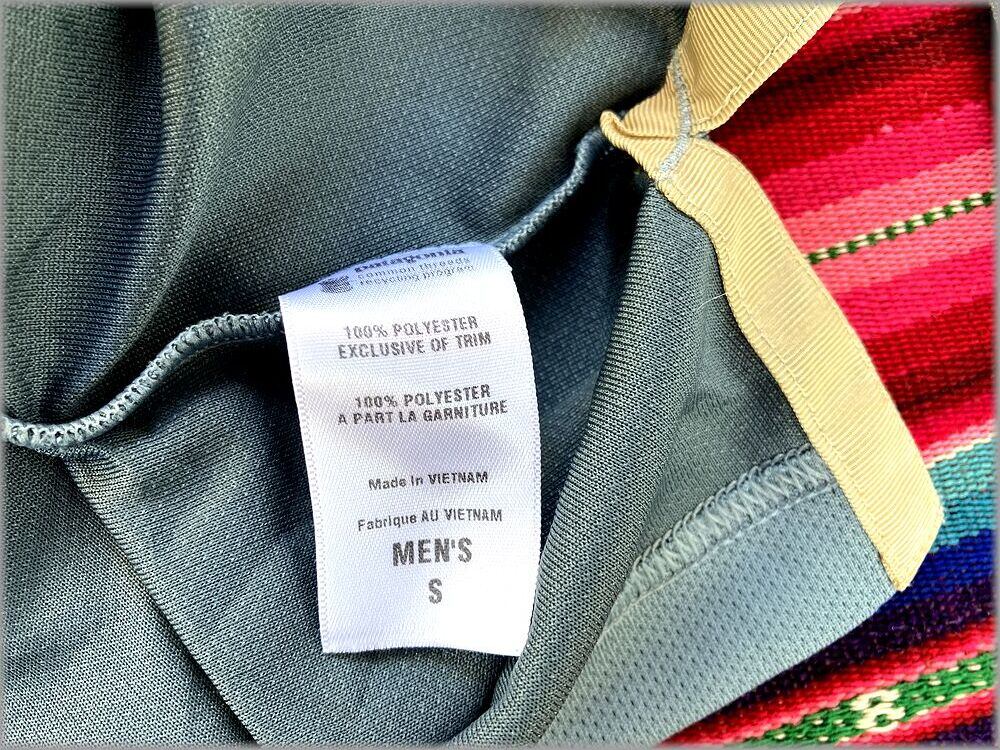 patagonia
common threads
recycling program
100% POLYESTER
EXCLUSIVE OF TRIM
100% POLYESTER
A PART LA GARNITURE
Made In VIETNAM
Fabrique AU VIETNAM
MEN'S
S